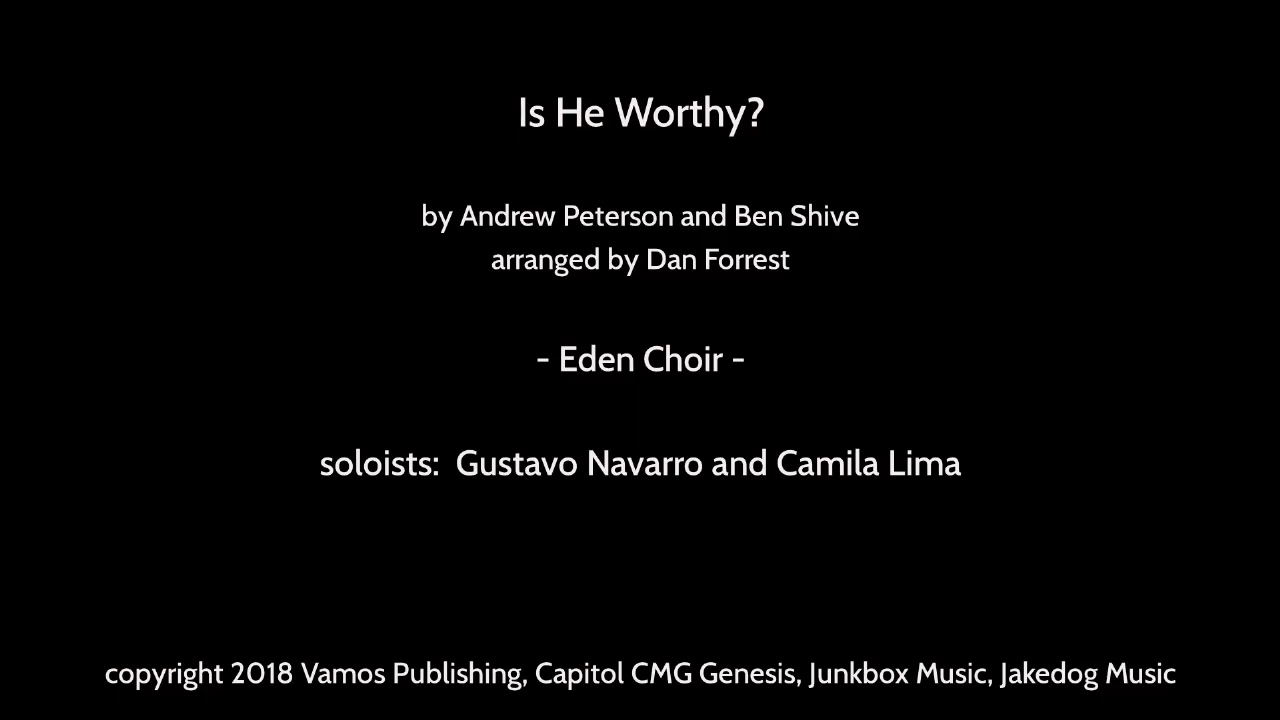 Is He Worthy?
by Andrew Peterson and Ben Shive
arranged by Dan Forrest
- Eden Choir -
soloists:  Gustavo Navarro and Camila Lima
copyright 2018 Vamos Publishing, Capitol CMG Genesis, Junkbox Music, Jakedog Music